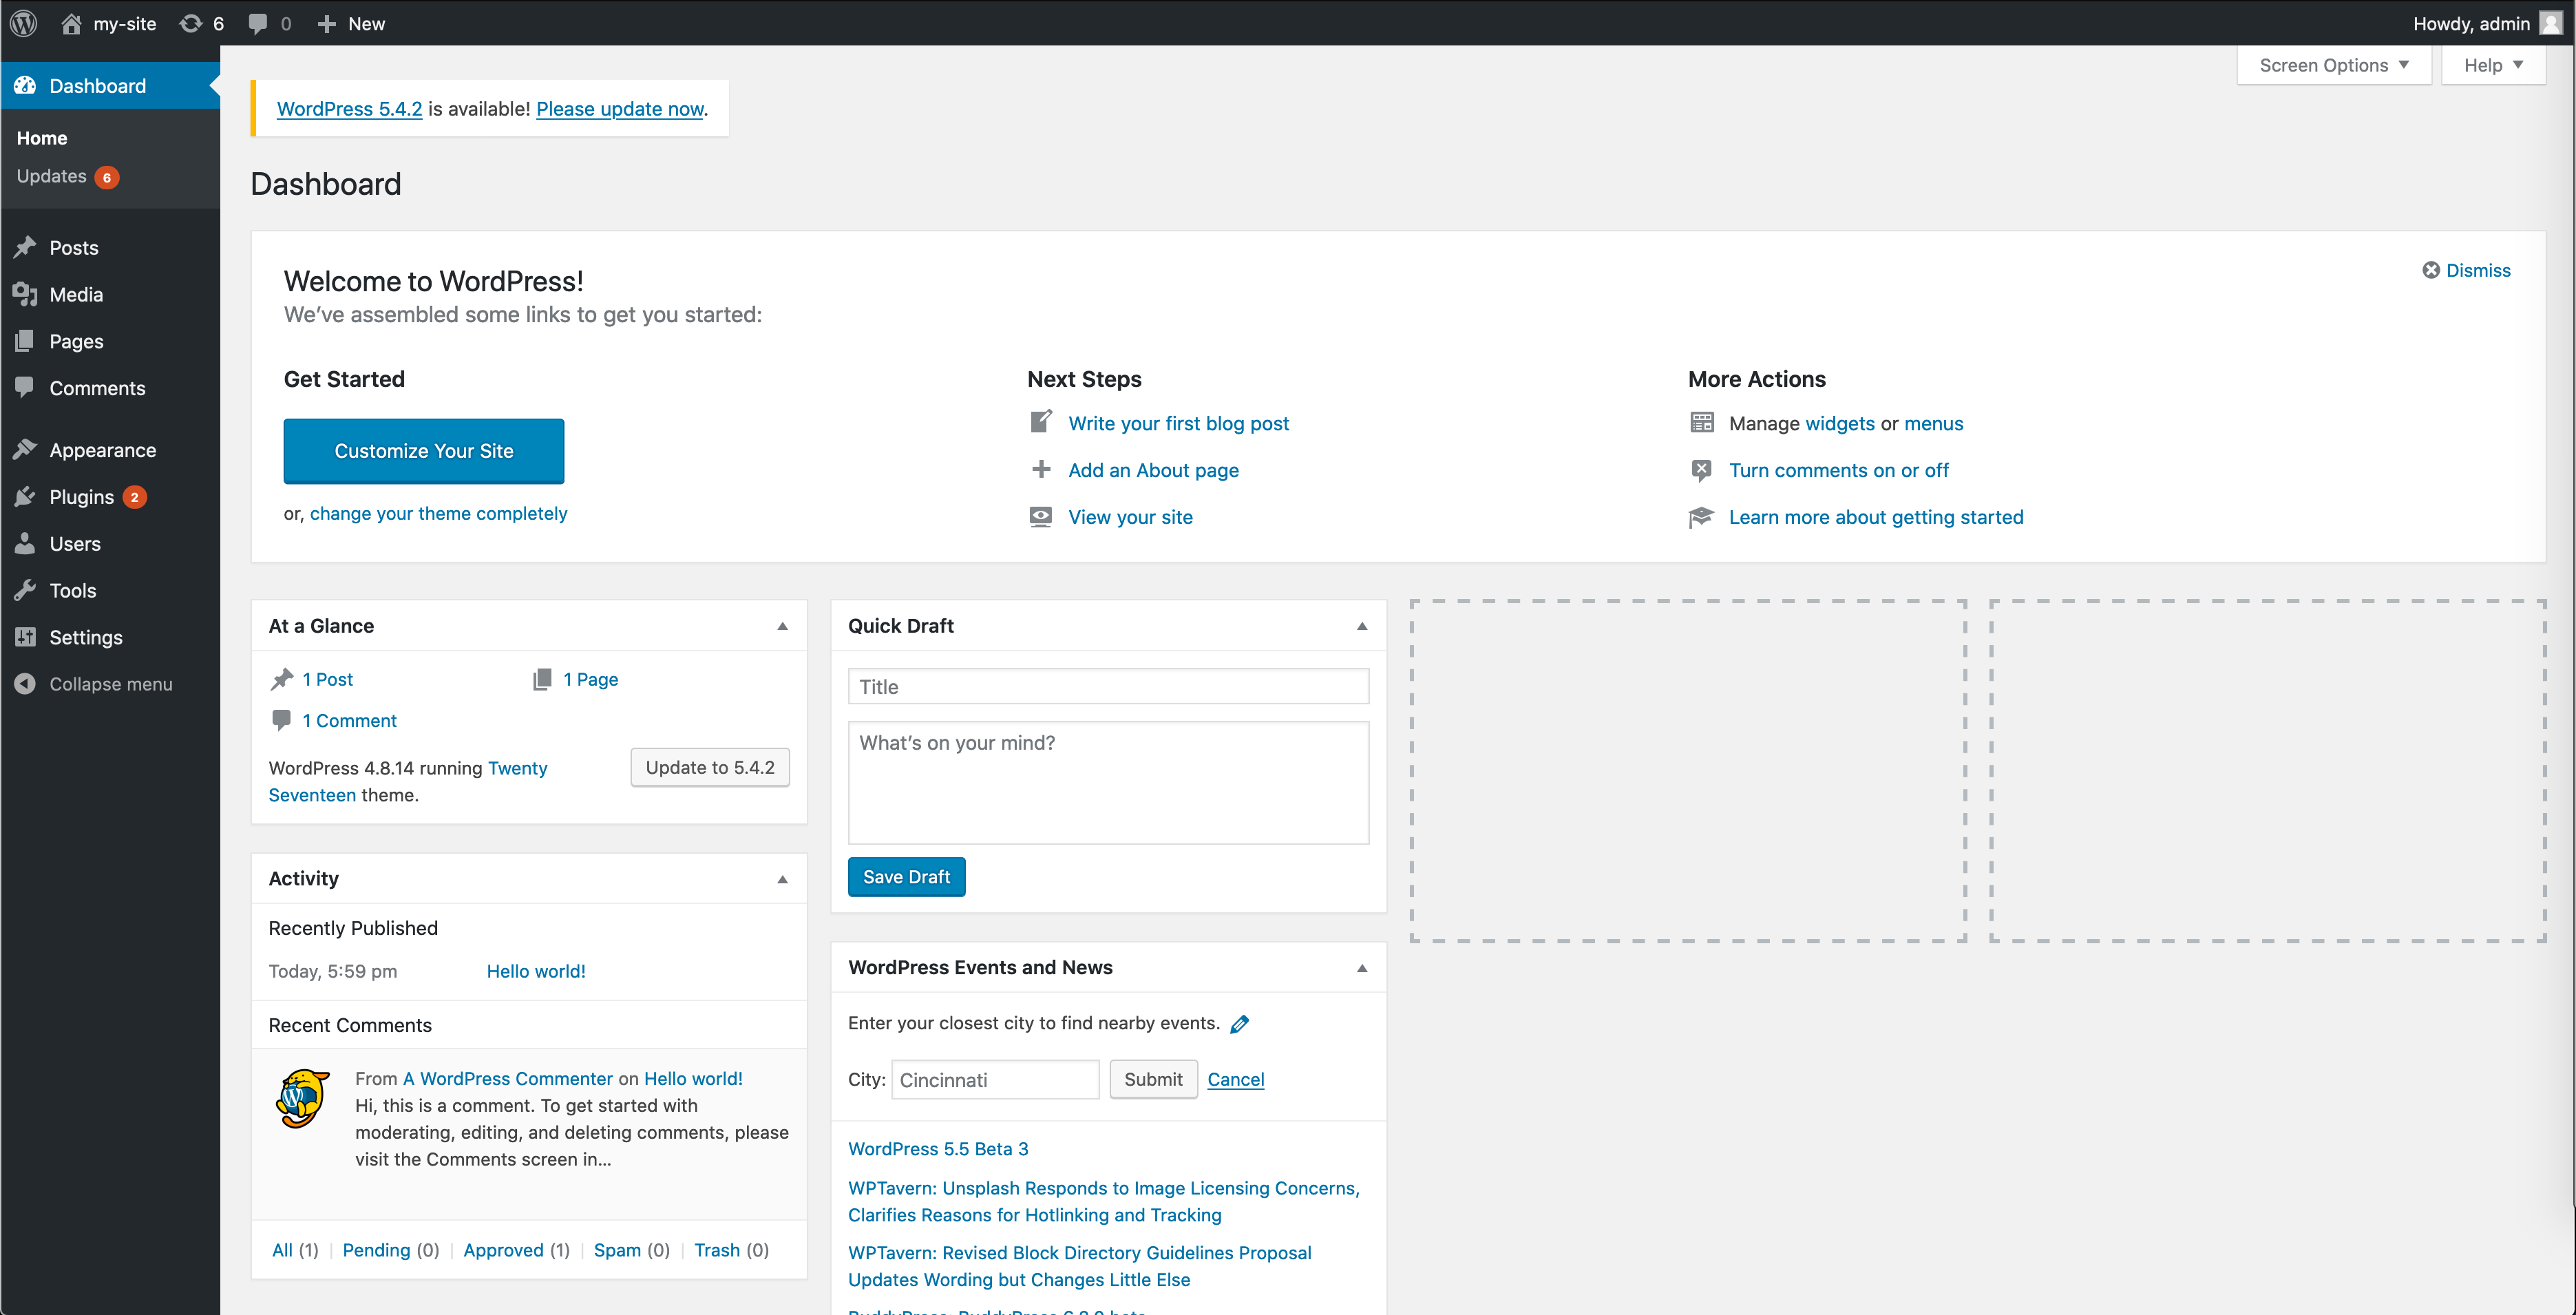 my-site 6 0 New Howdy, admin
Screen Options Help
Dashboard
Home
Updates 6
Posts
Media
Pages
Comments
Appearance
Plugins 2
Users
Tools
Settings
Collapse menu
WordPress 5.4.2 is available! Please update now.
Dashboard
Welcome to WordPress!
Dismiss
We’ve assembled some links to get you started:
Get Started
Customize Your Site
or, change your theme completely
Next Steps
Write your first blog post
Add an About page
View your site
More Actions
Manage widgets or menus
Turn comments on or off
Learn more about getting started
At a Glance
1 Post 1 Page
1 Comment
WordPress 4.8.14 running Twenty
Seventeen theme.
Update to 5.4.2
Activity
Recently Published
Today, 5:59 pm Hello world!
Recent Comments
From A WordPress Commenter on Hello world!
Hi, this is a comment. To get started with
moderating, editing, and deleting comments, please
visit the Comments screen in...
All (1) | Pending (0) | Approved (1) | Spam (0) | Trash (0)
Quick Draft
Title
What’s on your mind?
Save Draft
WordPress Events and News
Enter your closest city to find nearby events.
City: Cincinnati Submit Cancel
WordPress 5.5 Beta 3
WPTavern: Unsplash Responds to Image Licensing Concerns,
Clarifies Reasons for Hotlinking and Tracking
WPTavern: Revised Block Directory Guidelines Proposal
Updates Wording but Changes Little Else